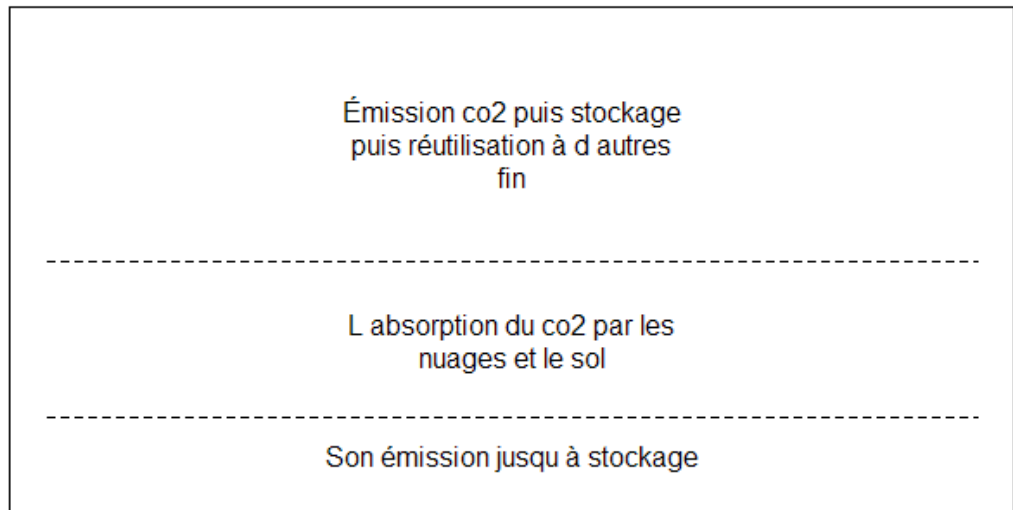 Émission co2 puis stockage
puis réutilisation à d autres
fin
L absorption du co2 par les
nuages et le sol
Son émission jusqu à stockage